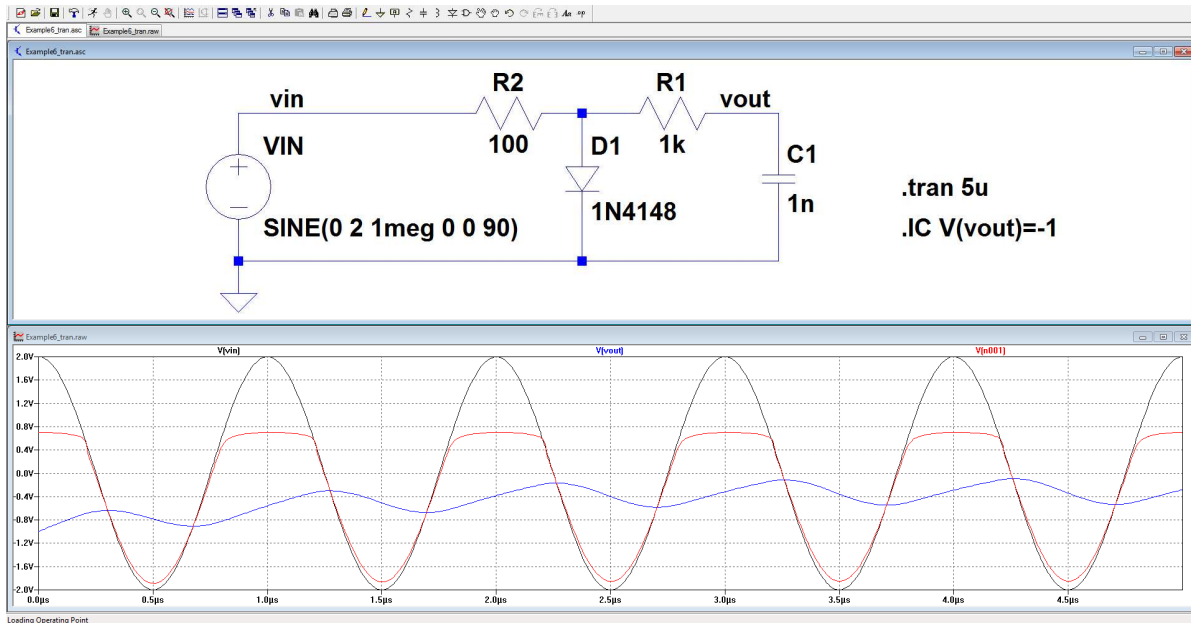 Example6_tran.asc Example6_tran.raw
Example6_tran.asc
vin
R2
100
R1
1k
vout
VIN
D1
1N4148
C1
1n
SINE(0 2 1meg 0 0 90)
.tran 5u
.IC V(vout)=-1
Example6_tran.raw
V(vin) V(vout) V(n001)
2.0V
1.6V
1.2V
0.8V
0.4V
0.0V
-0.4V
-0.8V
-1.2V
-1.6V
-2.0V
0.0µs 0.5µs 1.0µs 1.5µs 2.0µs 2.5µs 3.0µs 3.5µs 4.0µs 4.5µs
Loading Operating Point